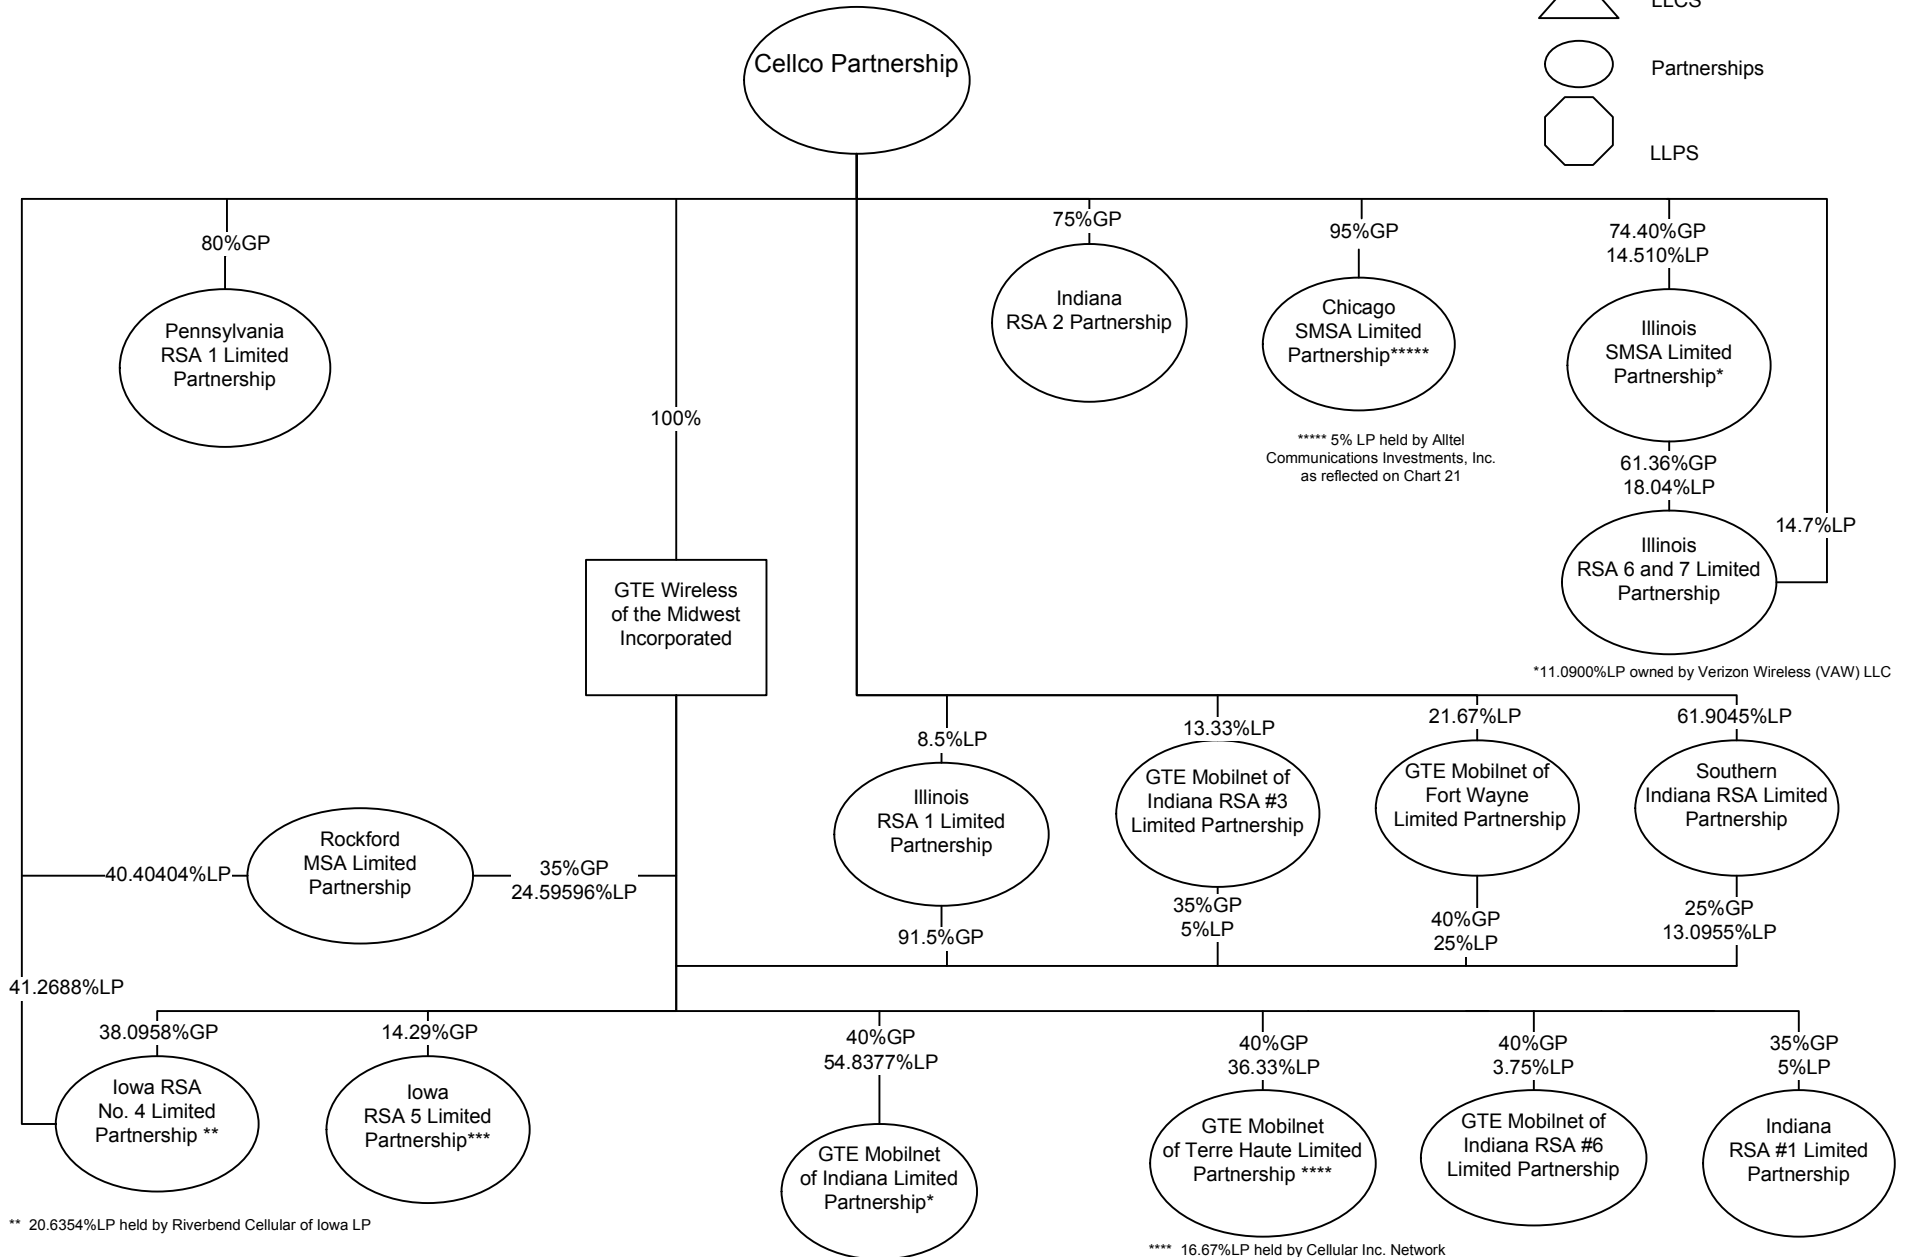 LLCS
Cellco Partnership
Partnerships
LLPS
80%GP
75%GP
95%GP
74.40%GP
14.510%LP
Pennsylvania
RSA 1 Limited
Partnership
100%
Indiana
RSA 2 Partnership
Chicago
SMSA Limited
Partnership*****
***** 5% LP held by Alltel
Communications Investments, Inc.
as reflected on Chart 21
Illinois
SMSA Limited
Partnership*
61.36%GP
18.04%LP
14.7%LP
Illinois
RSA 6 and 7 Limited
Partnership
*11.0900%LP owned by Verizon Wireless (VAW) LLC
GTE Wireless
of the Midwest
Incorporated
8.5%LP
13.33%LP
21.67%LP
61.9045%LP
Illinois
RSA 1 Limited
Partnership
GTE Mobilnet of
Indiana RSA #3
Limited Partnership
GTE Mobilnet of
Fort Wayne
Limited Partnership
Southern
Indiana RSA Limited
Partnership
40.40404%LP
Rockford
MSA Limited
Partnership
35%GP
24.59596%LP
91.5%GP
35%GP
5%LP
40%GP
25%LP
25%GP
13.0955%LP
41.2688%LP
38.0958%GP
14.29%GP
40%GP
54.8377%LP
40%GP
36.33%LP
40%GP
3.75%LP
35%GP
5%LP
Iowa RSA
No. 4 Limited
Partnership **
Iowa
RSA 5 Limited
Partnership***
GTE Mobilnet
of Indiana Limited
Partnership*
GTE Mobilnet
of Terre Haute Limited
Partnership ****
GTE Mobilnet of
Indiana RSA #6
Limited Partnership
Indiana
RSA #1 Limited
Partnership
** 20.6354%LP held by Riverbend Cellular of Iowa LP
**** 16.67%LP held by Cellular Inc. Network